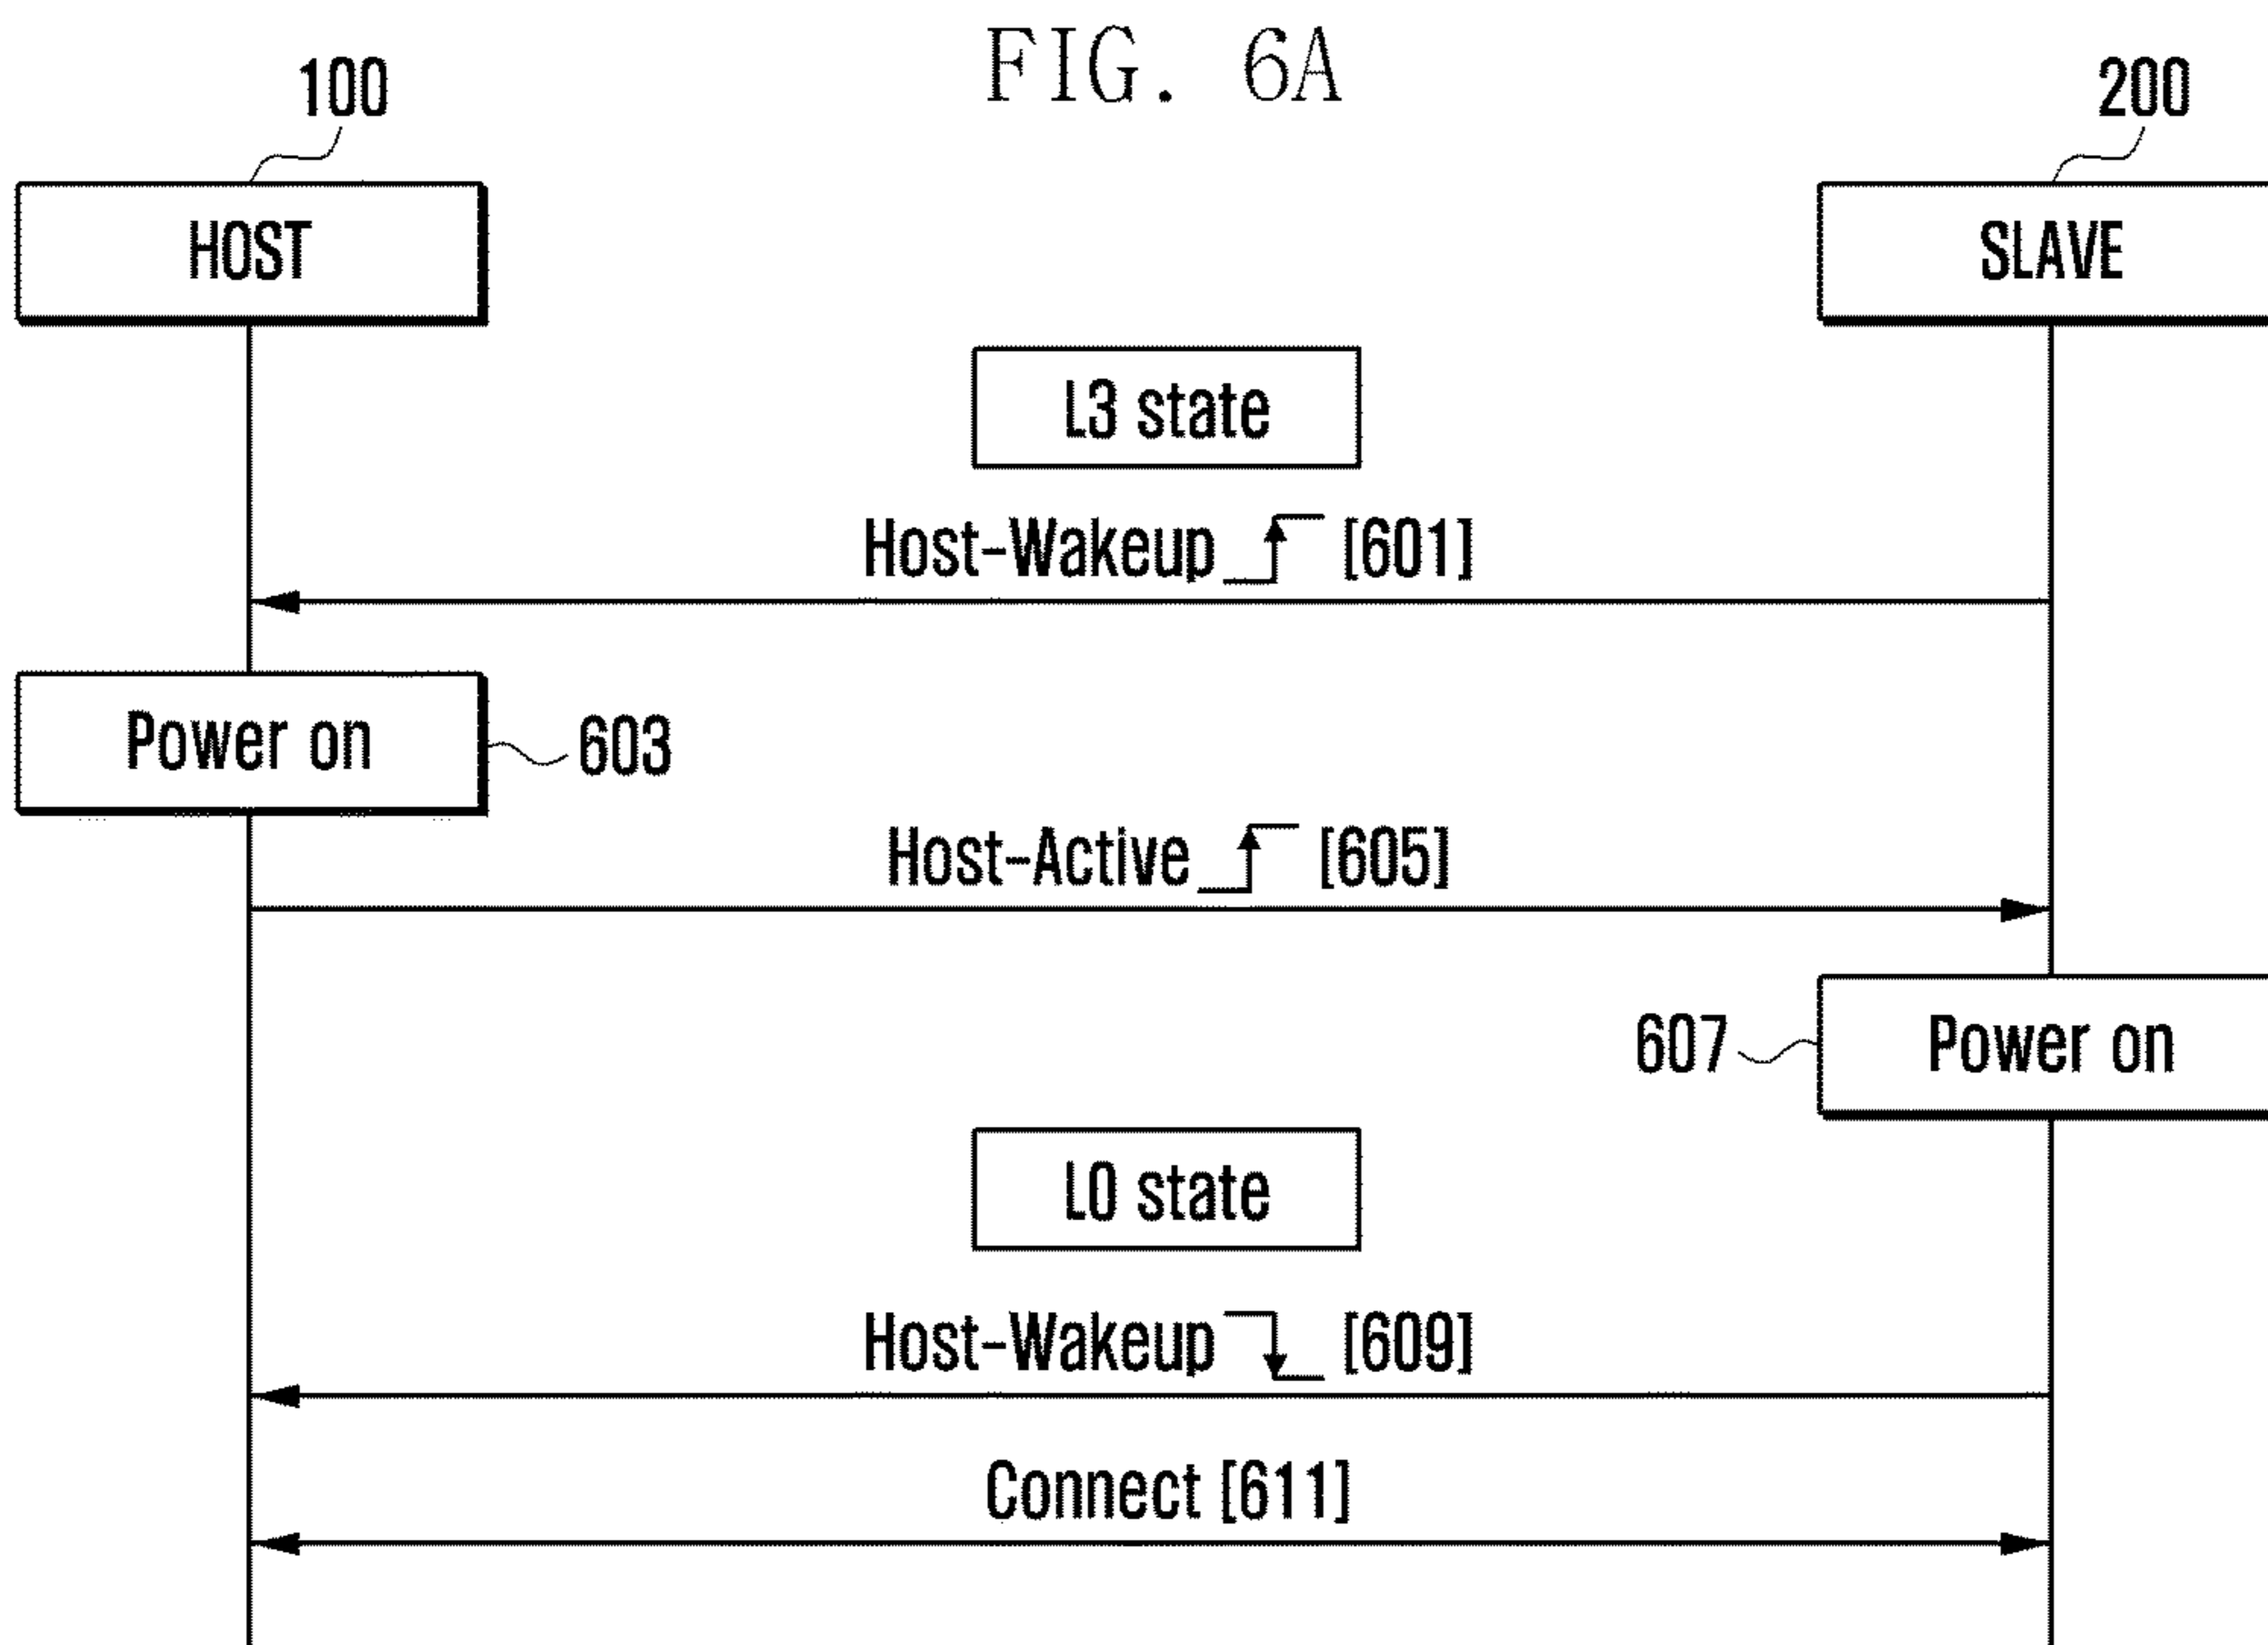 FIG. 6A
100
200
HOST
SLAVE
L3 state
Host-Wakeup [601]
Power on
603
Host-Active [605]
607
Power on
L0 state
Host-Wakeup [609]
Connect [611]